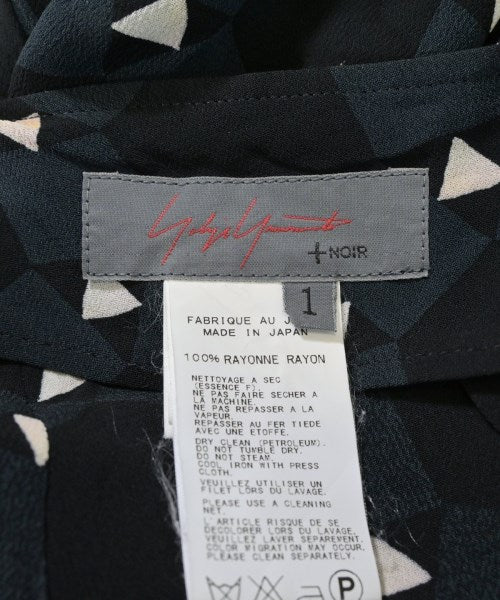 Yohji Yamamoto
+NOIR
1
FABRIQUE AU J
MADE IN JAPAN
100% RAYONNE RAYON
NETTOYAGE A SEC
(ESSENCE F).
NE PAS FAIRE SECHER A
LA MACHINE.
NE PAS REPASSER A LA
VAPEUR.
REPASSER AU FER TIEDE
AVEC UNE ETOFFE.
DRY CLEAN (PETROLEUM).
DO NOT TUMBLE DRY.
DO NOT STEAM.
COOL IRON WITH PRESS
CLOTH.
VEUILLEZ UTILISER UN
FILET LORS DU LAVAGE.
PLEASE USE A CLEANING
NET.
L'ARTICLE RISQUE DE SE
DECOLORER LORS DU LAVAGE.
VEUILLEZ LAVER SEPAREMENT.
COLOR MIGRATION MAY OCCUR.
PLEASE CLEAN SEPARATELY.
P